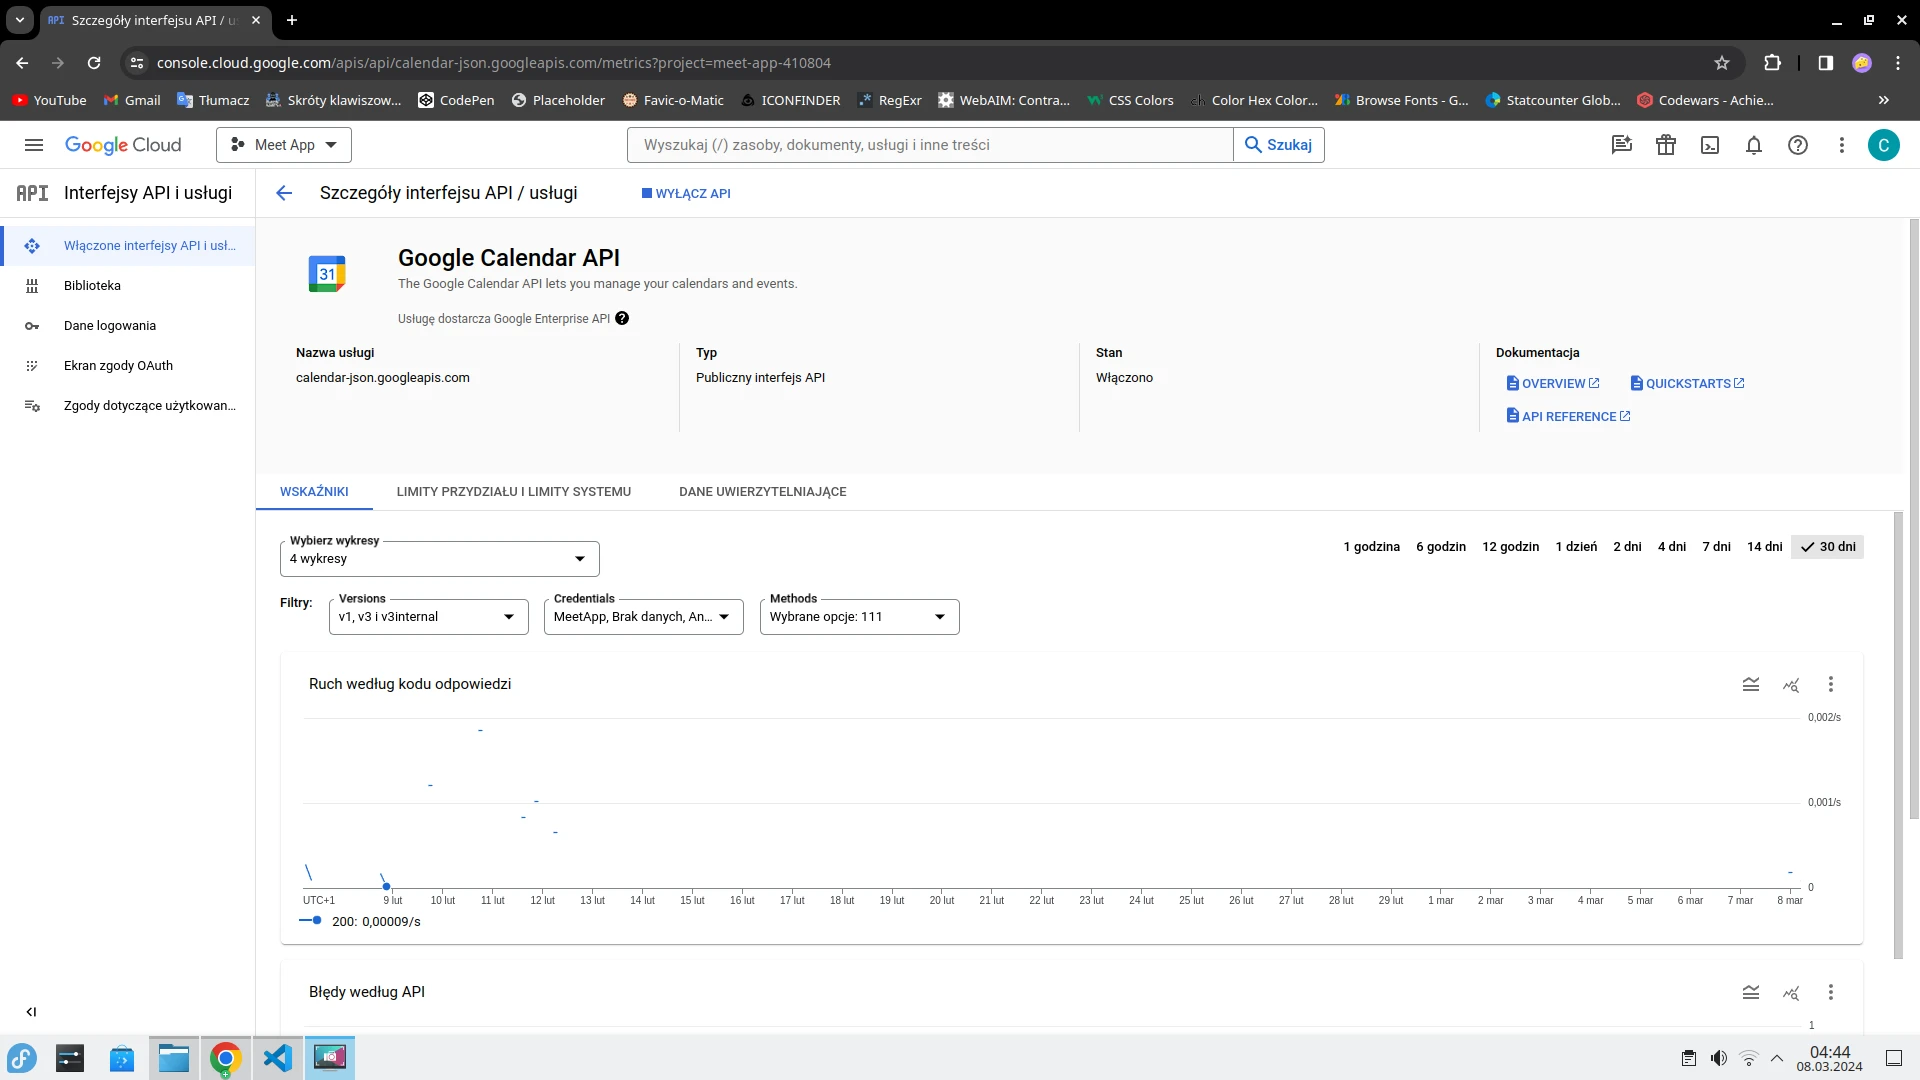 API Szczegóły interfejsu API / u
console.cloud.google.com/apis/api/calendar-json.googleapis.com/metrics?project=meet-app-410804
YouTube Gmail Tłumacz Skróty klawiszow... CodePen Placeholder Favic-o-Matic ICONFINDER RegExr WebAIM: Contra... CSS Colors Color Hex Color... Browse Fonts - G... Statcounter Glob... Codewars - Achie...
Google Cloud Meet App Wyszukaj (/) zasoby, dokumenty, usługi i inne treści Szukaj C
API Interfejsy API i usługi Szczegóły interfejsu API / usługi WYŁĄCZ API
Włączone interfejsy API i usł...
Biblioteka
Dane logowania
Ekran zgody OAuth
Zgody dotyczące użytkowan...
31
Google Calendar API
The Google Calendar API lets you manage your calendars and events.
Usługę dostarcza Google Enterprise API
Nazwa usługi
calendar-json.googleapis.com
Typ
Publiczny interfejs API
Stan
Włączono
Dokumentacja
OVERVIEW QUICKSTARTS
API REFERENCE
WSKAŹNIKI LIMITY PRZYDZIAŁU I LIMITY SYSTEMU DANE UWIERZYTELNIAJĄCE
Wybierz wykresy
4 wykresy
1 godzina 6 godzin 12 godzin 1 dzień 2 dni 4 dni 7 dni 14 dni 30 dni
Filtry:
Versions
v1, v3 i v3internal
Credentials
MeetApp, Brak danych, An...
Methods
Wybrane opcje: 111
Ruch według kodu odpowiedzi
0,002/s
0,001/s
0
UTC+1 9 lut 10 lut 11 lut 12 lut 13 lut 14 lut 15 lut 16 lut 17 lut 18 lut 19 lut 20 lut 21 lut 22 lut 23 lut 24 lut 25 lut 26 lut 27 lut 28 lut 29 lut 1 mar 2 mar 3 mar 4 mar 5 mar 6 mar 7 mar 8 mar
200: 0,00009/s
Błędy według API
1
04:44
08.03.2024